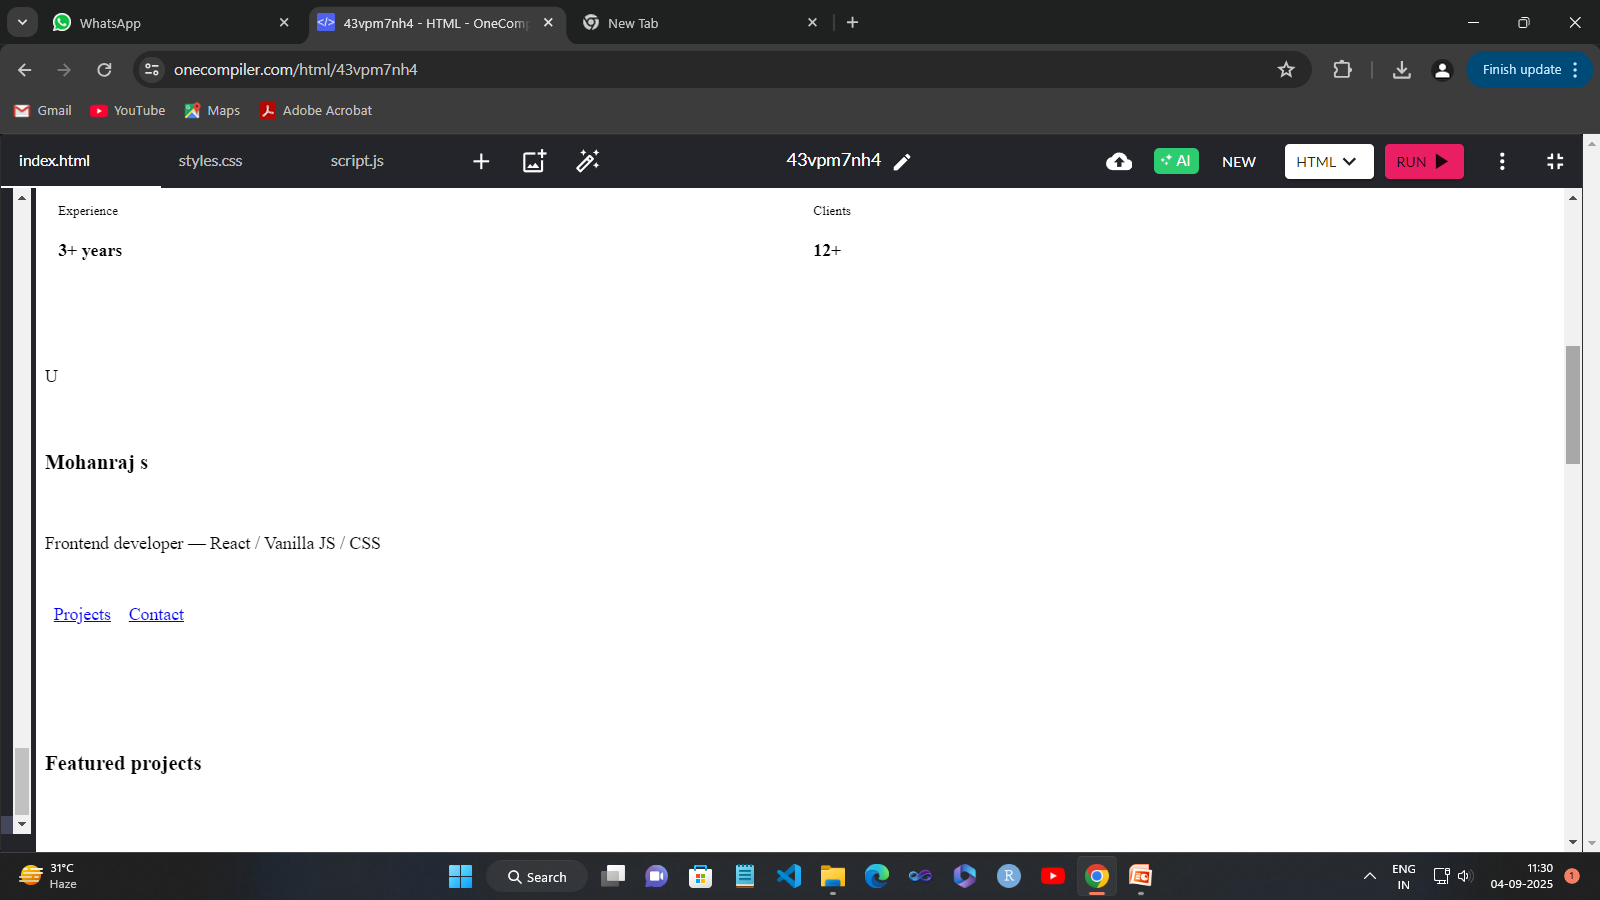 WhatsApp
43vpm7nh4 - HTML - OneComp
New Tab
onecompiler.com/html/43vpm7nh4
Finish update
Gmail
YouTube
Maps
Adobe Acrobat
index.html
styles.css
script.js
43vpm7nh4
AI
NEW
HTML
RUN
Experience
Clients
3+ years
12+
U
Mohanraj s
Frontend developer — React / Vanilla JS / CSS
Projects Contact
Featured projects
31°C
Haze
Search
R
ENG
IN
11:30
04-09-2025
1